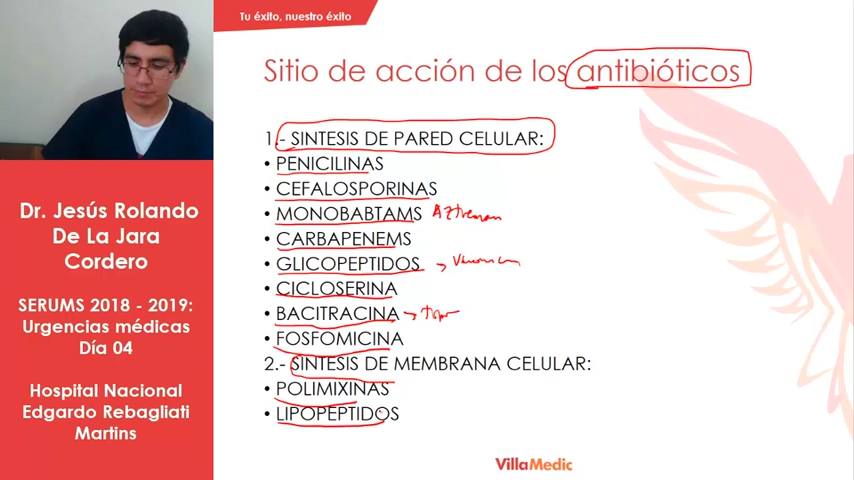 Tu éxito, nuestro éxito
Sitio de acción de los antibióticos
1.- SINTESIS DE PARED CELULAR:
• PENICILINAS
• CEFALOSPORINAS
• MONOBABTAMS
• CARBAPENEMS
• GLICOPEPTIDOS
• CICLOSERINA
• BACITRACINA
• FOSFOMICINA
2.- SINTESIS DE MEMBRANA CELULAR:
• POLIMIXINAS
• LIPOPEPTIDOS
Dr. Jesús Rolando
De La Jara
Cordero
SERUMS 2018 - 2019:
Urgencias médicas
Día 04
Hospital Nacional
Edgardo Rebagliati
Martins
VillaMedic